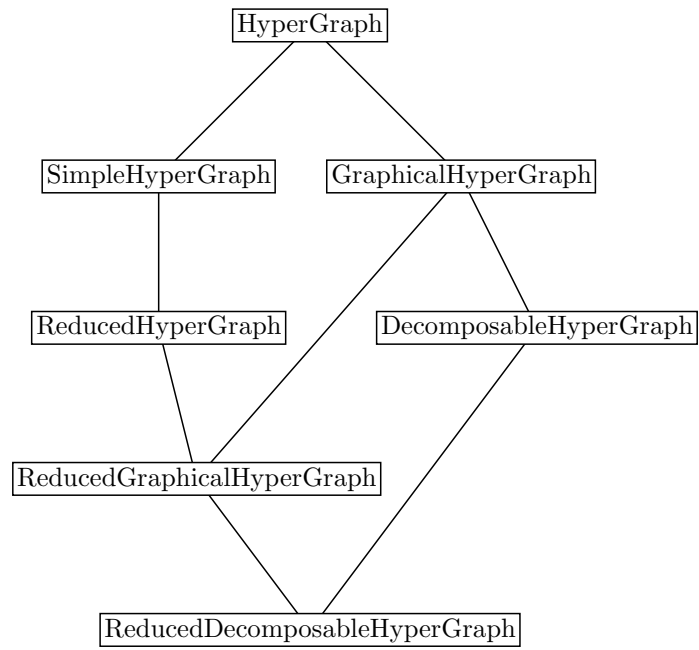 HyperGraph
SimpleHyperGraph
GraphicalHyperGraph
ReducedHyperGraph
DecomposableHyperGraph
ReducedGraphicalHyperGraph
ReducedDecomposableHyperGraph